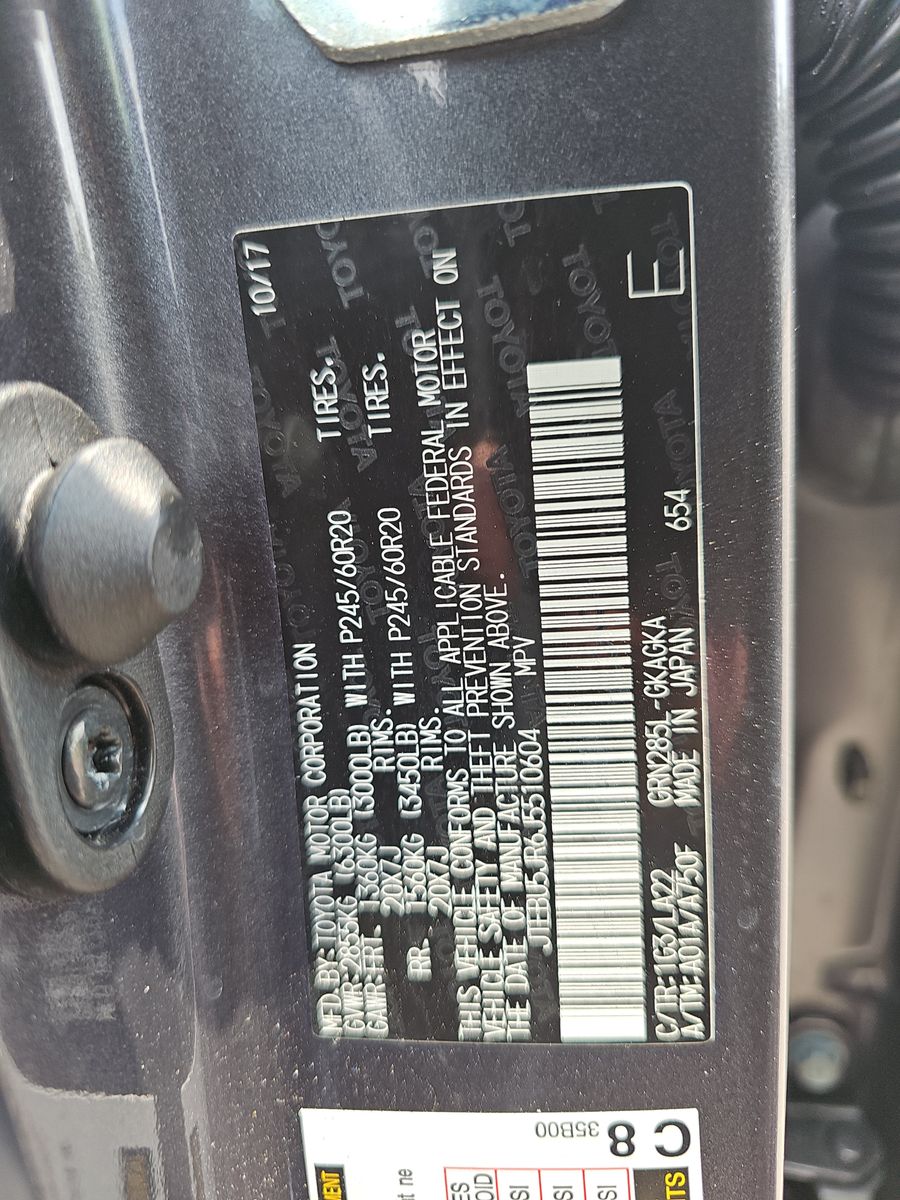 10/17
MFD BY:TOYOTA MOTOR CORPORATION
GVWR:2855KG (6300LB)
GAWR:FRT. 1360KG (3000LB) WITH P245/60R20 TIRES,
20X7J RIMS.
RR. 1560KG (3450LB) WITH P245/60R20 TIRES.
20X7J RIMS.
THIS VEHICLE CONFORMS TO ALL APPLICABLE FEDERAL MOTOR
VEHICLE SAFETY AND THEFT PREVENTION STANDARDS IN EFFECT ON
THE DATE OF MANUFACTURE SHOWN ABOVE.
JTEBU5JR6J5510604 MPV
C/TR:1G3/LA22 GRN285L-GKAGKA 654
A/TM:A01A/A750F MADE IN JAPAN
E
C 8
35B00